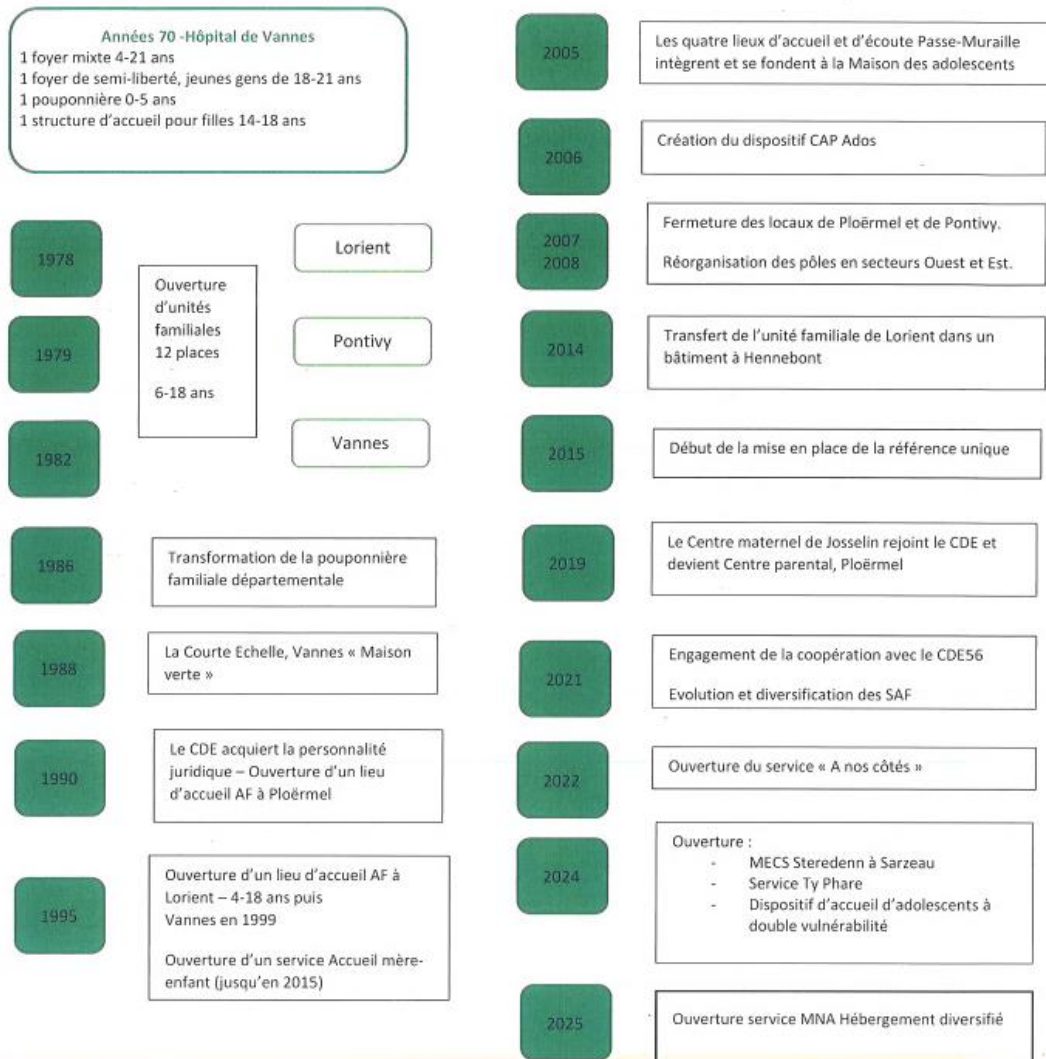 Années 70 -Hôpital de Vannes
1 foyer mixte 4-21 ans
1 foyer de semi-liberté, jeunes gens de 18-21 ans
1 pouponnière 0-5 ans
1 structure d'accueil pour filles 14-18 ans
1978
1979
1982
Ouverture
d'unités
familiales
12 places
6-18 ans
Lorient
Pontivy
Vannes
1986
Transformation de la pouponnière
familiale départementale
1988
La Courte Echelle, Vannes « Maison
verte »
1990
Le CDE acquiert la personnalité
juridique – Ouverture d'un lieu
d'accueil AF à Ploërmel
1995
Ouverture d'un lieu d'accueil AF à
Lorient – 4-18 ans puis
Vannes en 1999
Ouverture d'un service Accueil mère-
enfant (jusqu'en 2015)
2005
Les quatre lieux d'accueil et d'écoute Passe-Muraille
intègrent et se fondent à la Maison des adolescents
2006
Création du dispositif CAP Ados
2007
2008
Fermeture des locaux de Ploërmel et de Pontivy.
Réorganisation des pôles en secteurs Ouest et Est.
2014
Transfert de l'unité familiale de Lorient dans un
bâtiment à Hennebont
2015
Début de la mise en place de la référence unique
2019
Le Centre maternel de Josselin rejoint le CDE et
devient Centre parental, Ploërmel
2021
Engagement de la coopération avec le CDE56
Evolution et diversification des SAF
2022
Ouverture du service « A nos côtés »
2024
Ouverture :
- MECS Steredenn à Sarzeau
- Service Ty Phare
- Dispositif d'accueil d'adolescents à
double vulnérabilité
2025
Ouverture service MNA Hébergement diversifié